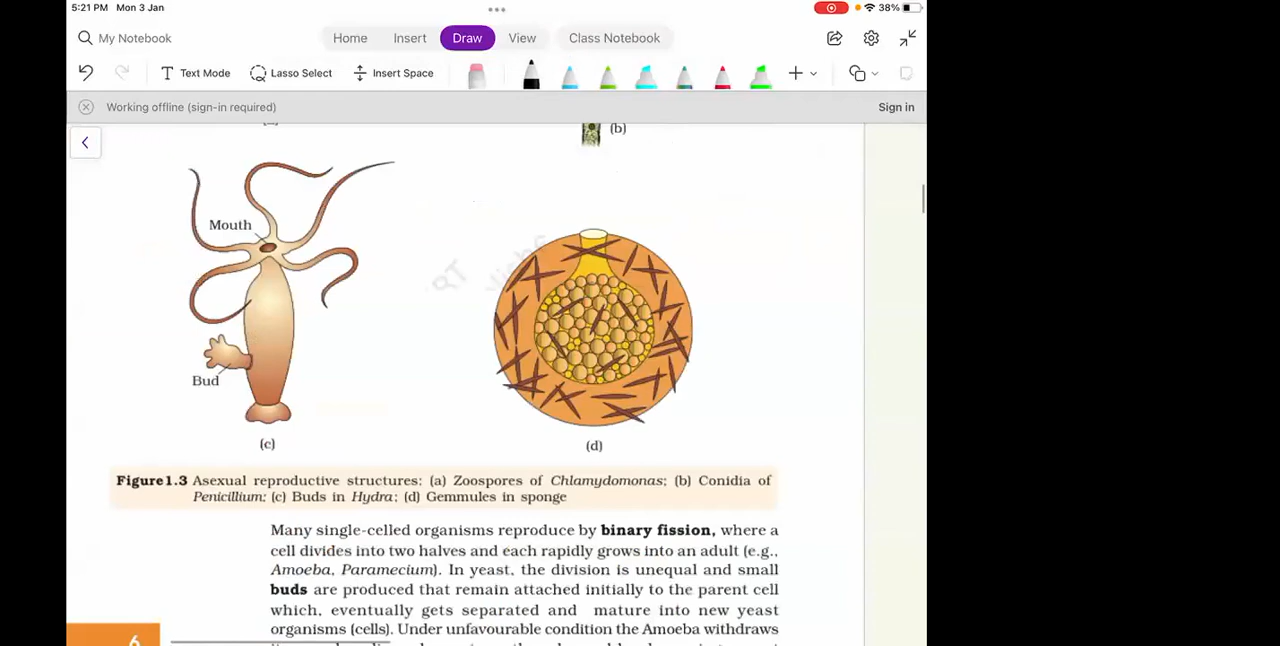 5:21 PM Mon 3 Jan
38%
My Notebook
Home Insert Draw View Class Notebook
Text Mode Lasso Select Insert Space
Working offline (sign-in required) Sign in
(b)
Mouth
Bud
(c) (d)
Figure1.3 Asexual reproductive structures: (a) Zoospores of Chlamydomonas; (b) Conidia of
Penicillium; (c) Buds in Hydra; (d) Gemmules in sponge
Many single-celled organisms reproduce by binary fission, where a
cell divides into two halves and each rapidly grows into an adult (e.g.,
Amoeba, Paramecium). In yeast, the division is unequal and small
buds are produced that remain attached initially to the parent cell
which, eventually gets separated and mature into new yeast
organisms (cells). Under unfavourable condition the Amoeba withdraws
6